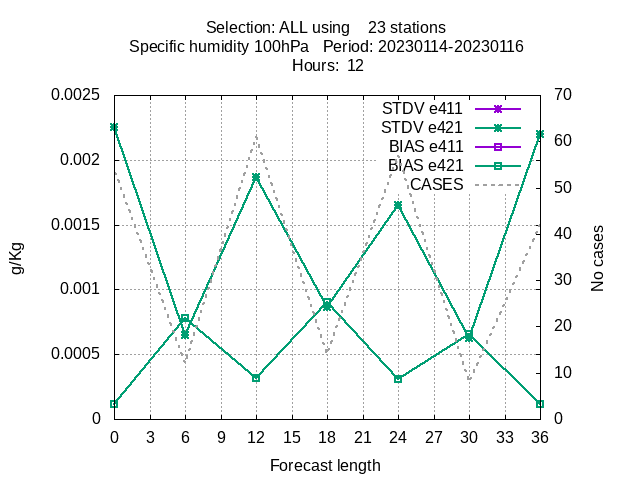 Selection: ALL using    23 stations
Specific humidity 100hPa   Period: 20230114-20230116
Hours:  12
0.0025
0.002
0.0015
0.001
0.0005
0
g/Kg
STDV e411
STDV e421
BIAS e411
BIAS e421
CASES
70
60
50
40
30
20
10
0
No cases
0 3 6 9 12 15 18 21 24 27 30 33 36
Forecast length